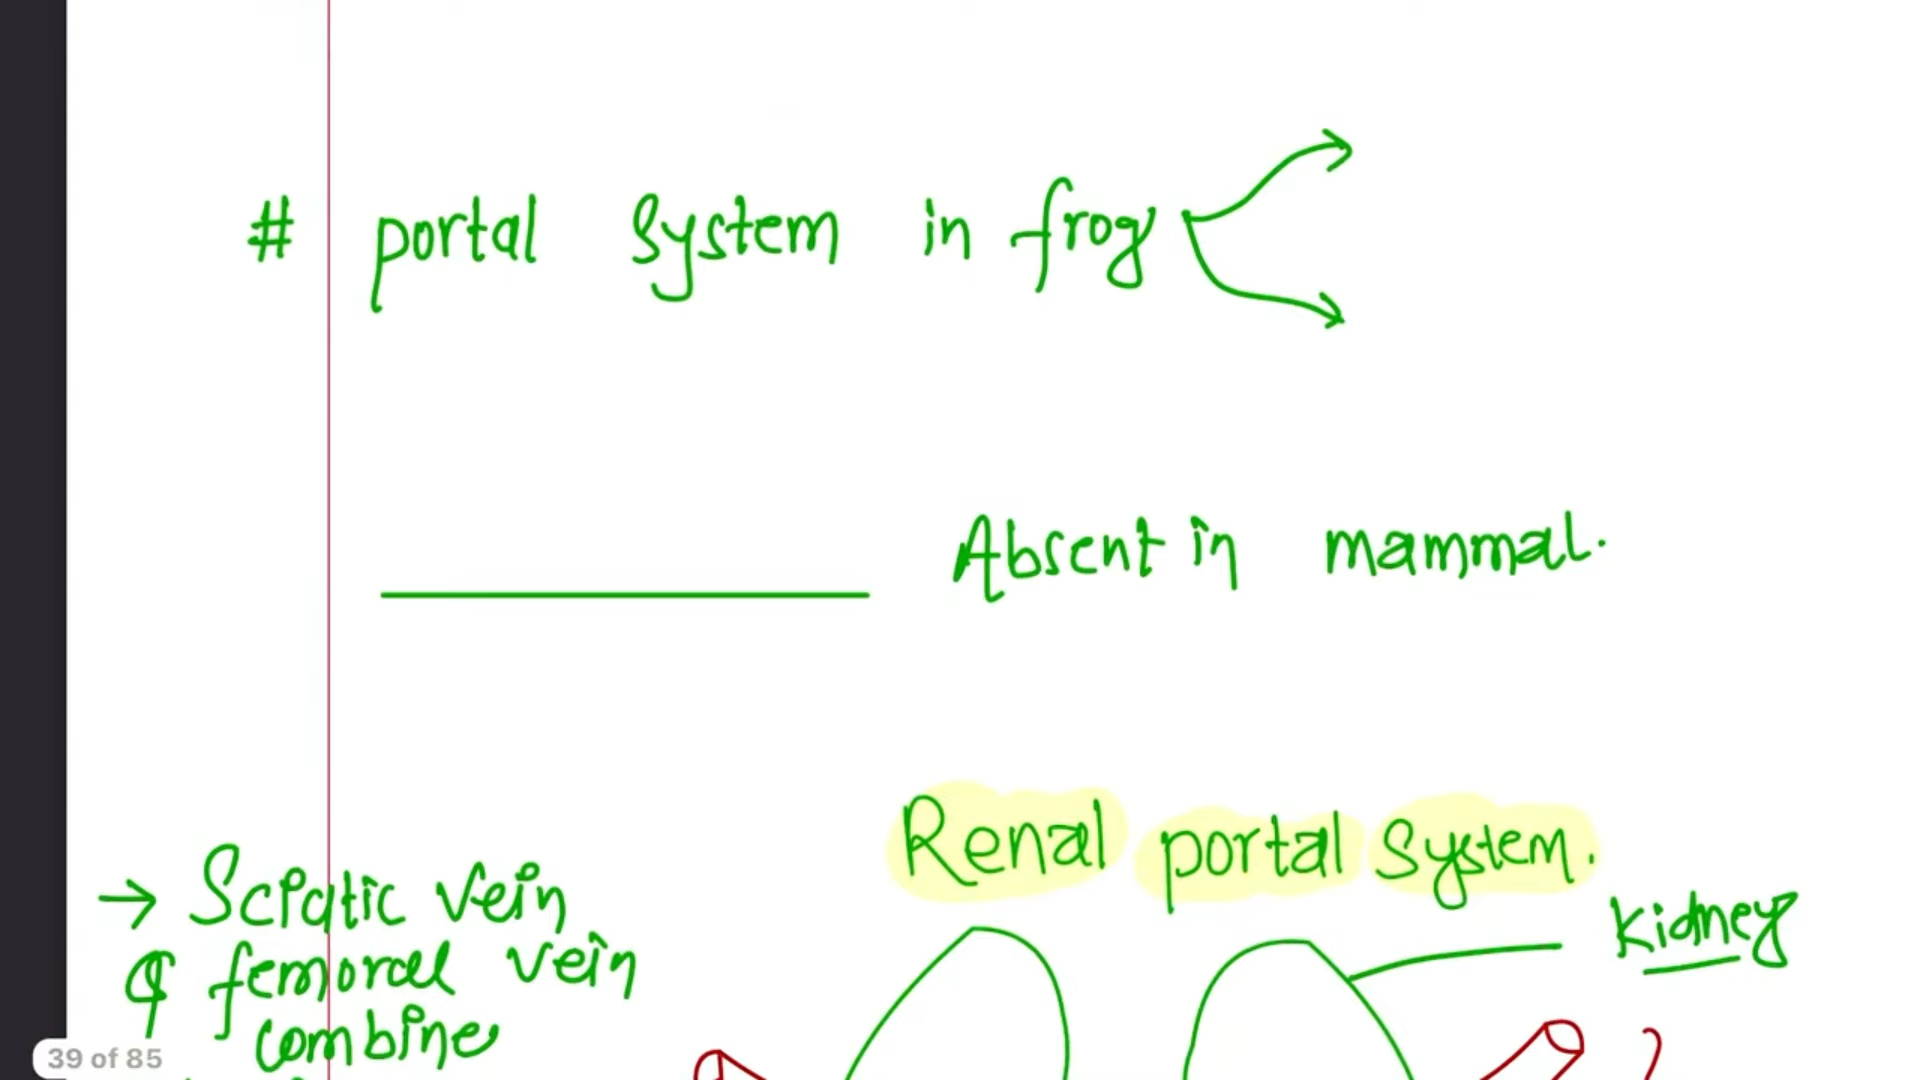 # portal System in frog
Absent in mammal.
Renal portal System.
→ Sciatic vein
kidney
& femoral vein
combine
39 of 85